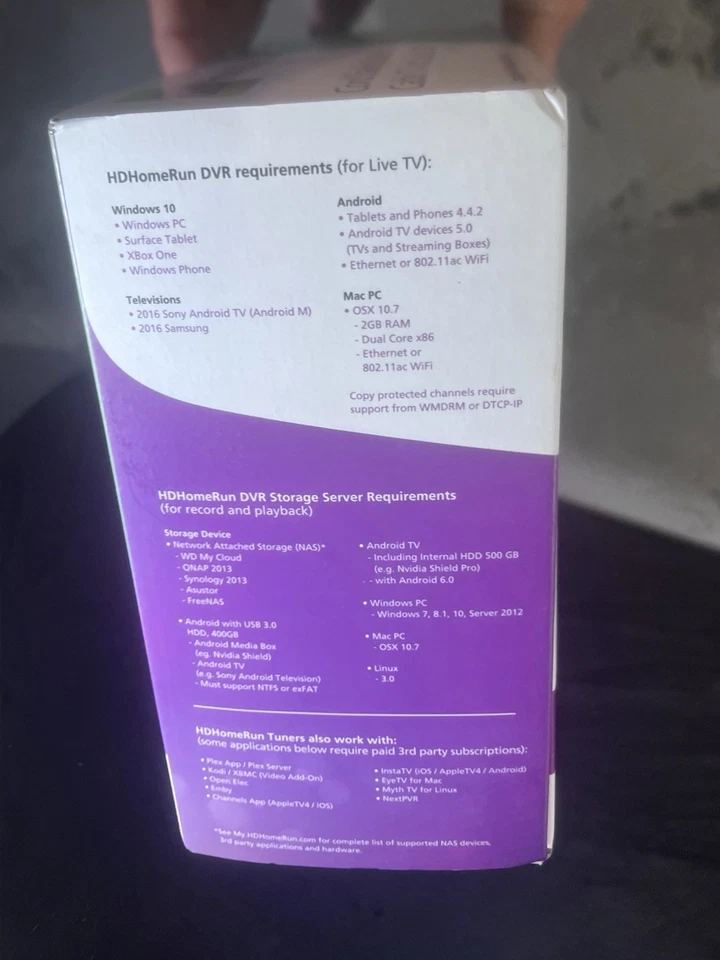 HDHomeRun DVR requirements (for Live TV):
Windows 10
• Windows PC
• Surface Tablet
• XBox One
• Windows Phone
Televisions
• 2016 Sony Android TV (Android M)
• 2016 Samsung
Android
• Tablets and Phones 4.4.2
• Android TV devices 5.0
(TVs and Streaming Boxes)
• Ethernet or 802.11ac WiFi
Mac PC
• OSX 10.7
- 2GB RAM
- Dual Core x86
- Ethernet or
802.11ac WiFi
Copy protected channels require
support from WMDRM or DTCP-IP
HDHomeRun DVR Storage Server Requirements
(for record and playback)
Storage Device
• Network Attached Storage (NAS)*
- WD My Cloud
- QNAP 2013
- Synology 2013
- Asustor
- FreeNAS
• Android with USB 3.0
HDD, 400GB
- Android Media Box
(eg. Nvidia Shield)
- Android TV
(e.g. Sony Android Television)
- Must support NTFS or exFAT
• Android TV
- Including Internal HDD 500 GB
(e.g. Nvidia Shield Pro)
- with Android 6.0
• Windows PC
- Windows 7, 8.1, 10, Server 2012
• Mac PC
- OSX 10.7
• Linux
- 3.0
HDHomeRun Tuners also work with:
(some applications below require paid 3rd party subscriptions):
• Plex App / Plex Server
• Kodi / XBMC (Video Add-On)
• Open Elec
• Emby
• Channels App (AppleTV4 / iOS)
• InstaTV (iOS / AppleTV4 / Android)
• EyeTV for Mac
• Myth TV for Linux
• NextPVR
*See My.HDHomeRun.com for complete list of supported NAS devices,
3rd party applications and hardware.